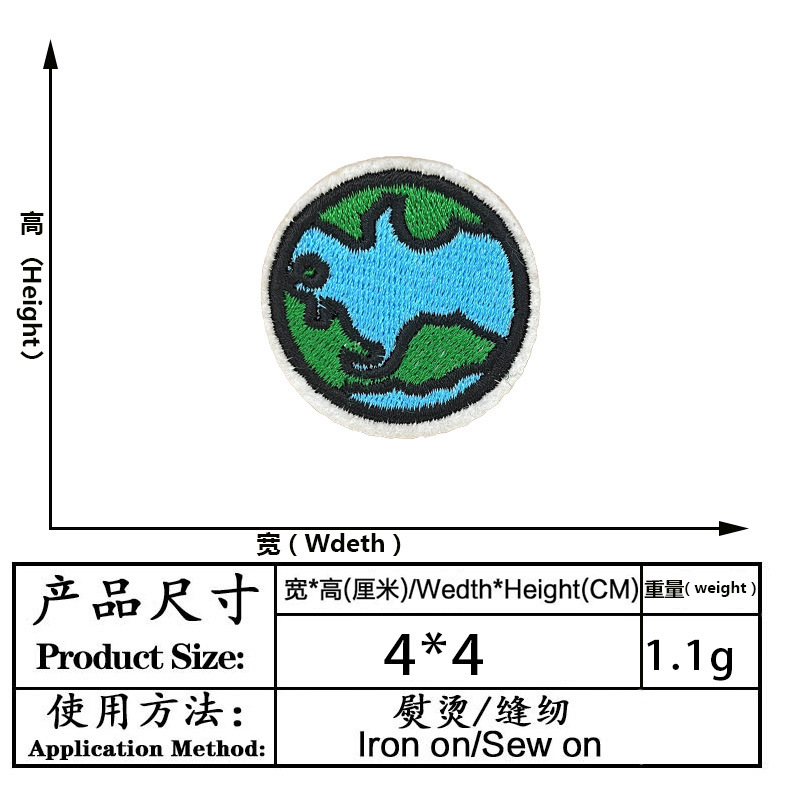 高（Height）
宽（Wdeth）
产品尺寸
Product Size:
宽*高(厘米)/Wedth*Height(CM)
重量( weight )
4*4
1.1g
使用方法：
Application Method:
熨烫/缝纫
Iron on/Sew on